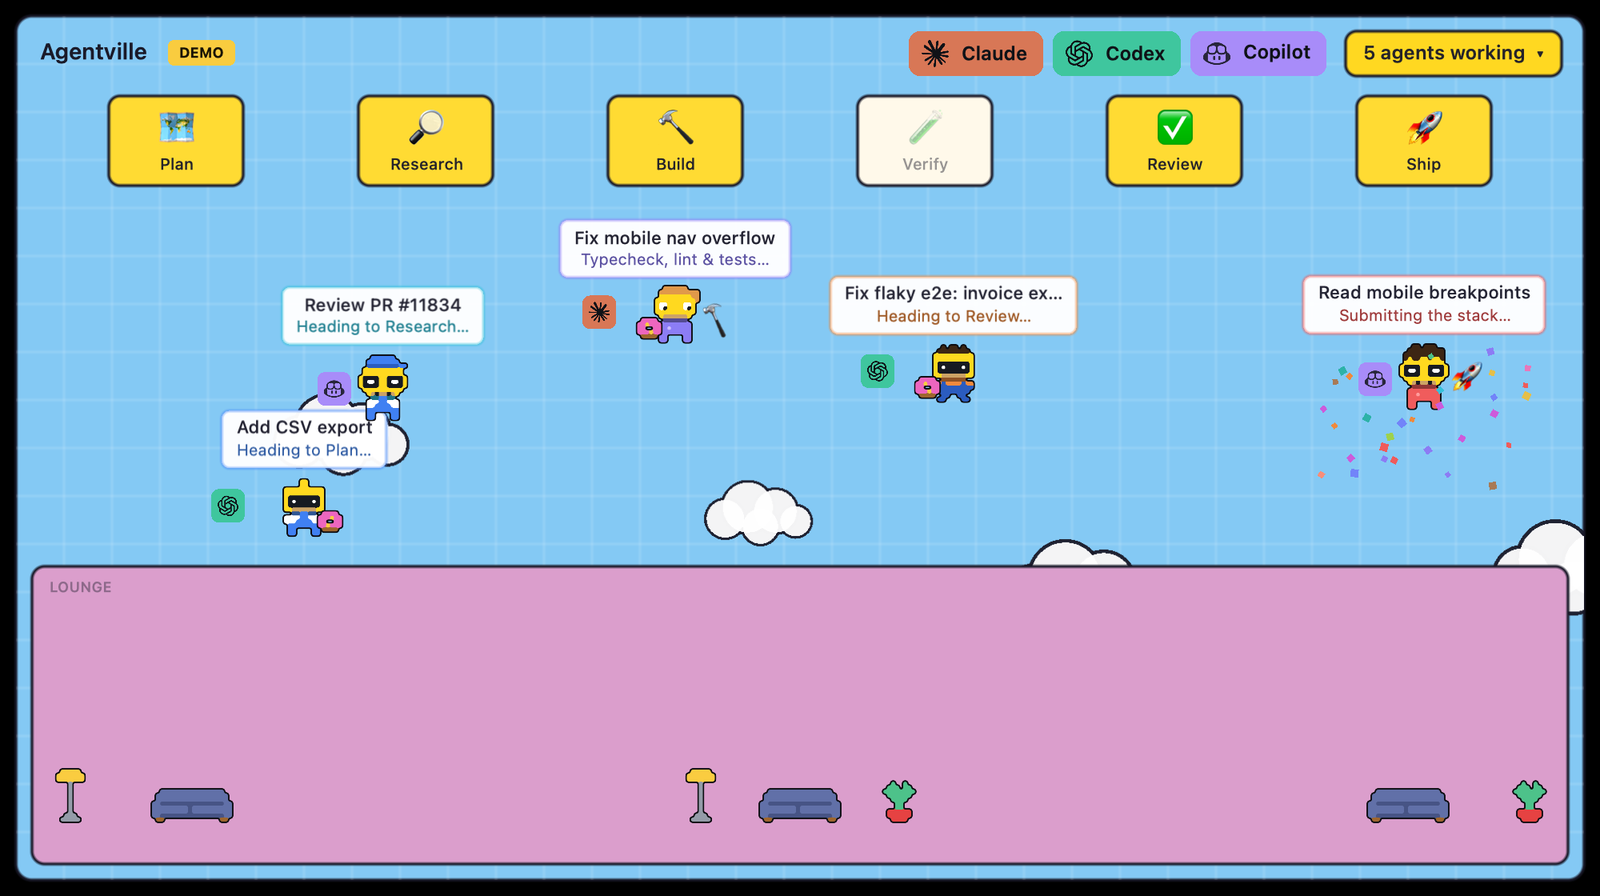 Agentville
DEMO
Claude
Codex
Copilot
5 agents working
Plan
Research
Build
Verify
Review
Ship
Fix mobile nav overflow
Typecheck, lint & tests...
Review PR #11834
Heading to Research...
Fix flaky e2e: invoice ex...
Heading to Review...
Read mobile breakpoints
Submitting the stack...
Add CSV export
Heading to Plan...
LOUNGE